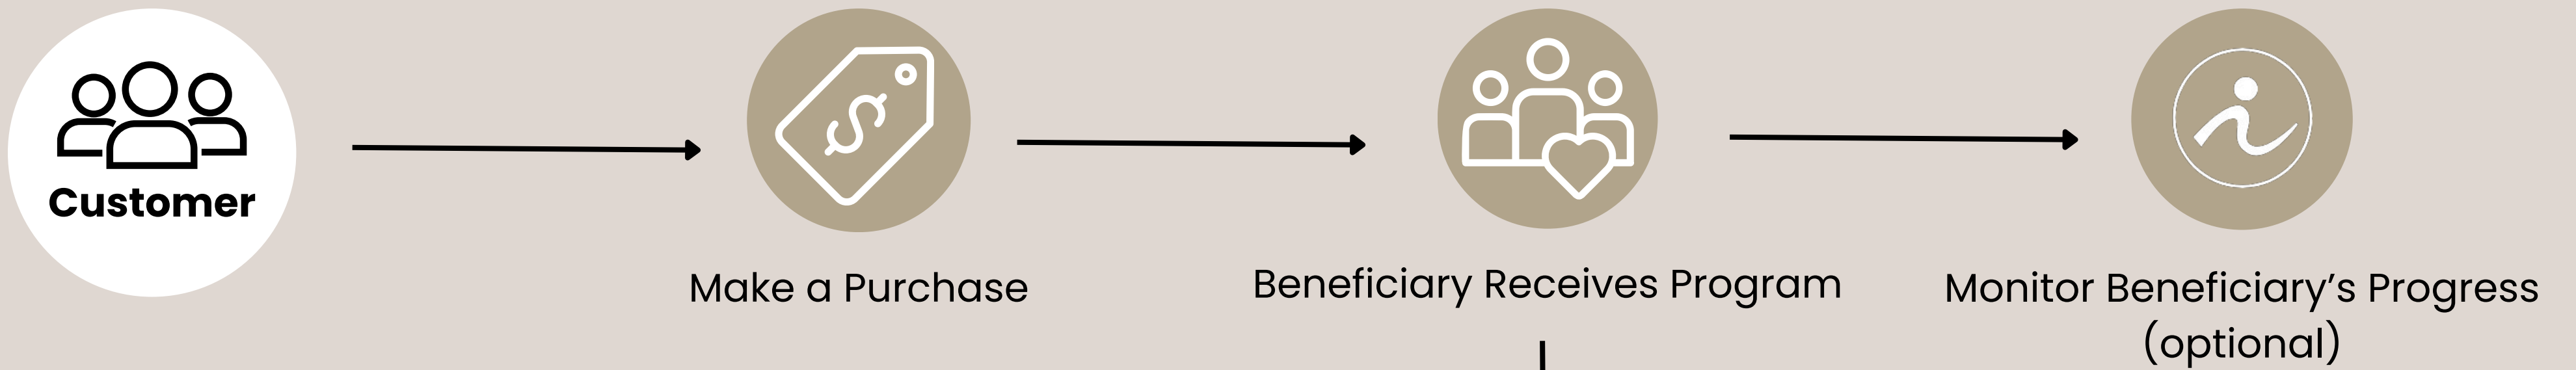 Customer
Make a Purchase
Beneficiary Receives Program
Monitor Beneficiary’s Progress
(optional)